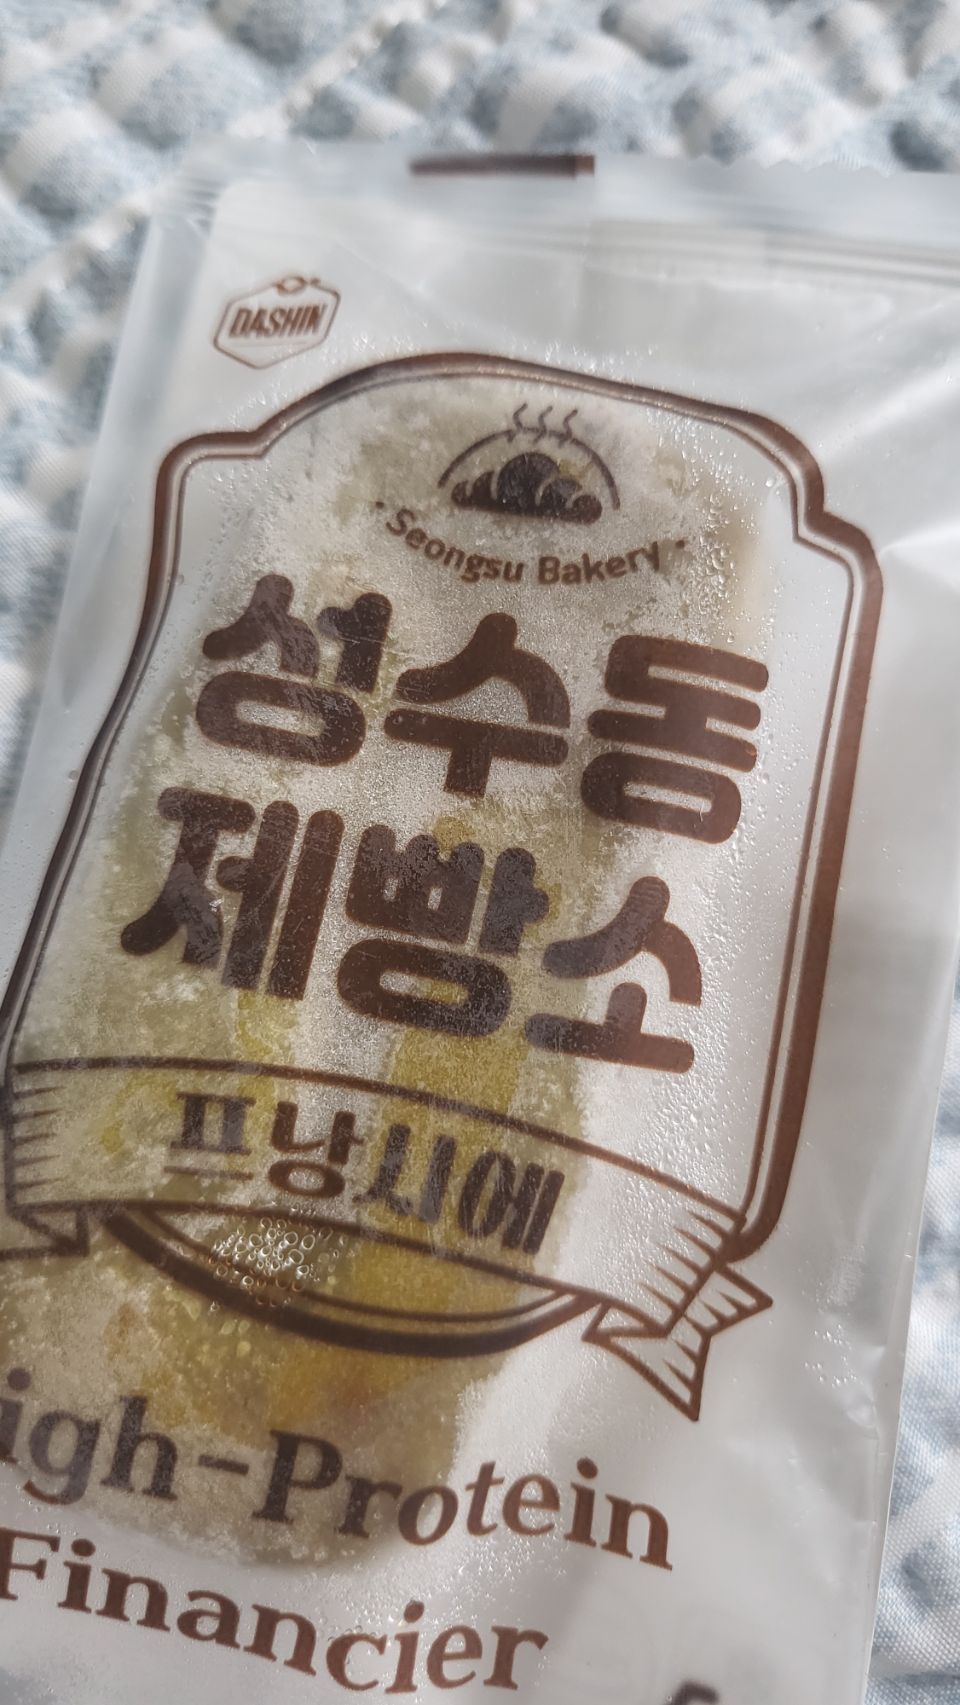 DASHIN
· Seongsu Bakery ·
성수동
제빵소
프낭시에
igh-Protein
Financier